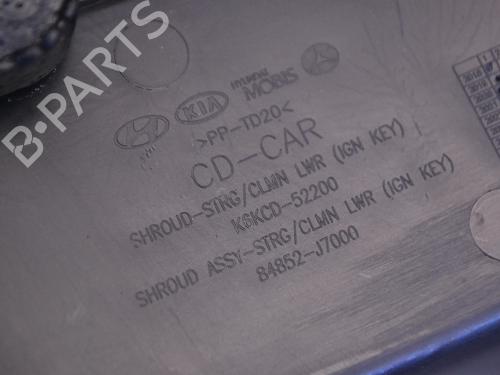 B-PARTS
KIA
MOBIS
>PP-TD20<
CD-CAR
SHROUD-STRG/CLMN LWR (IGN KEY)
K6KCD-52200
SHROUD ASSY-STRG/CLMN LWR (IGN KEY)
84852-J7000